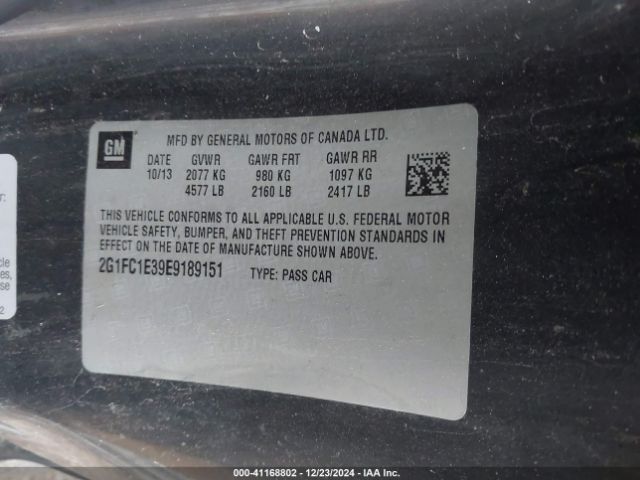 GM
MFD BY GENERAL MOTORS OF CANADA LTD.
DATE GVWR GAWR FRT GAWR RR
10/13 2077 KG 980 KG 1097 KG
4577 LB 2160 LB 2417 LB
THIS VEHICLE CONFORMS TO ALL APPLICABLE U.S. FEDERAL MOTOR
VEHICLE SAFETY, BUMPER, AND THEFT PREVENTION STANDARDS IN
EFFECT ON THE DATE OF MANUFACTURE SHOWN ABOVE.
2G1FC1E39E9189151 TYPE: PASS CAR
000-41168802 - 12/23/2024 - IAA Inc.